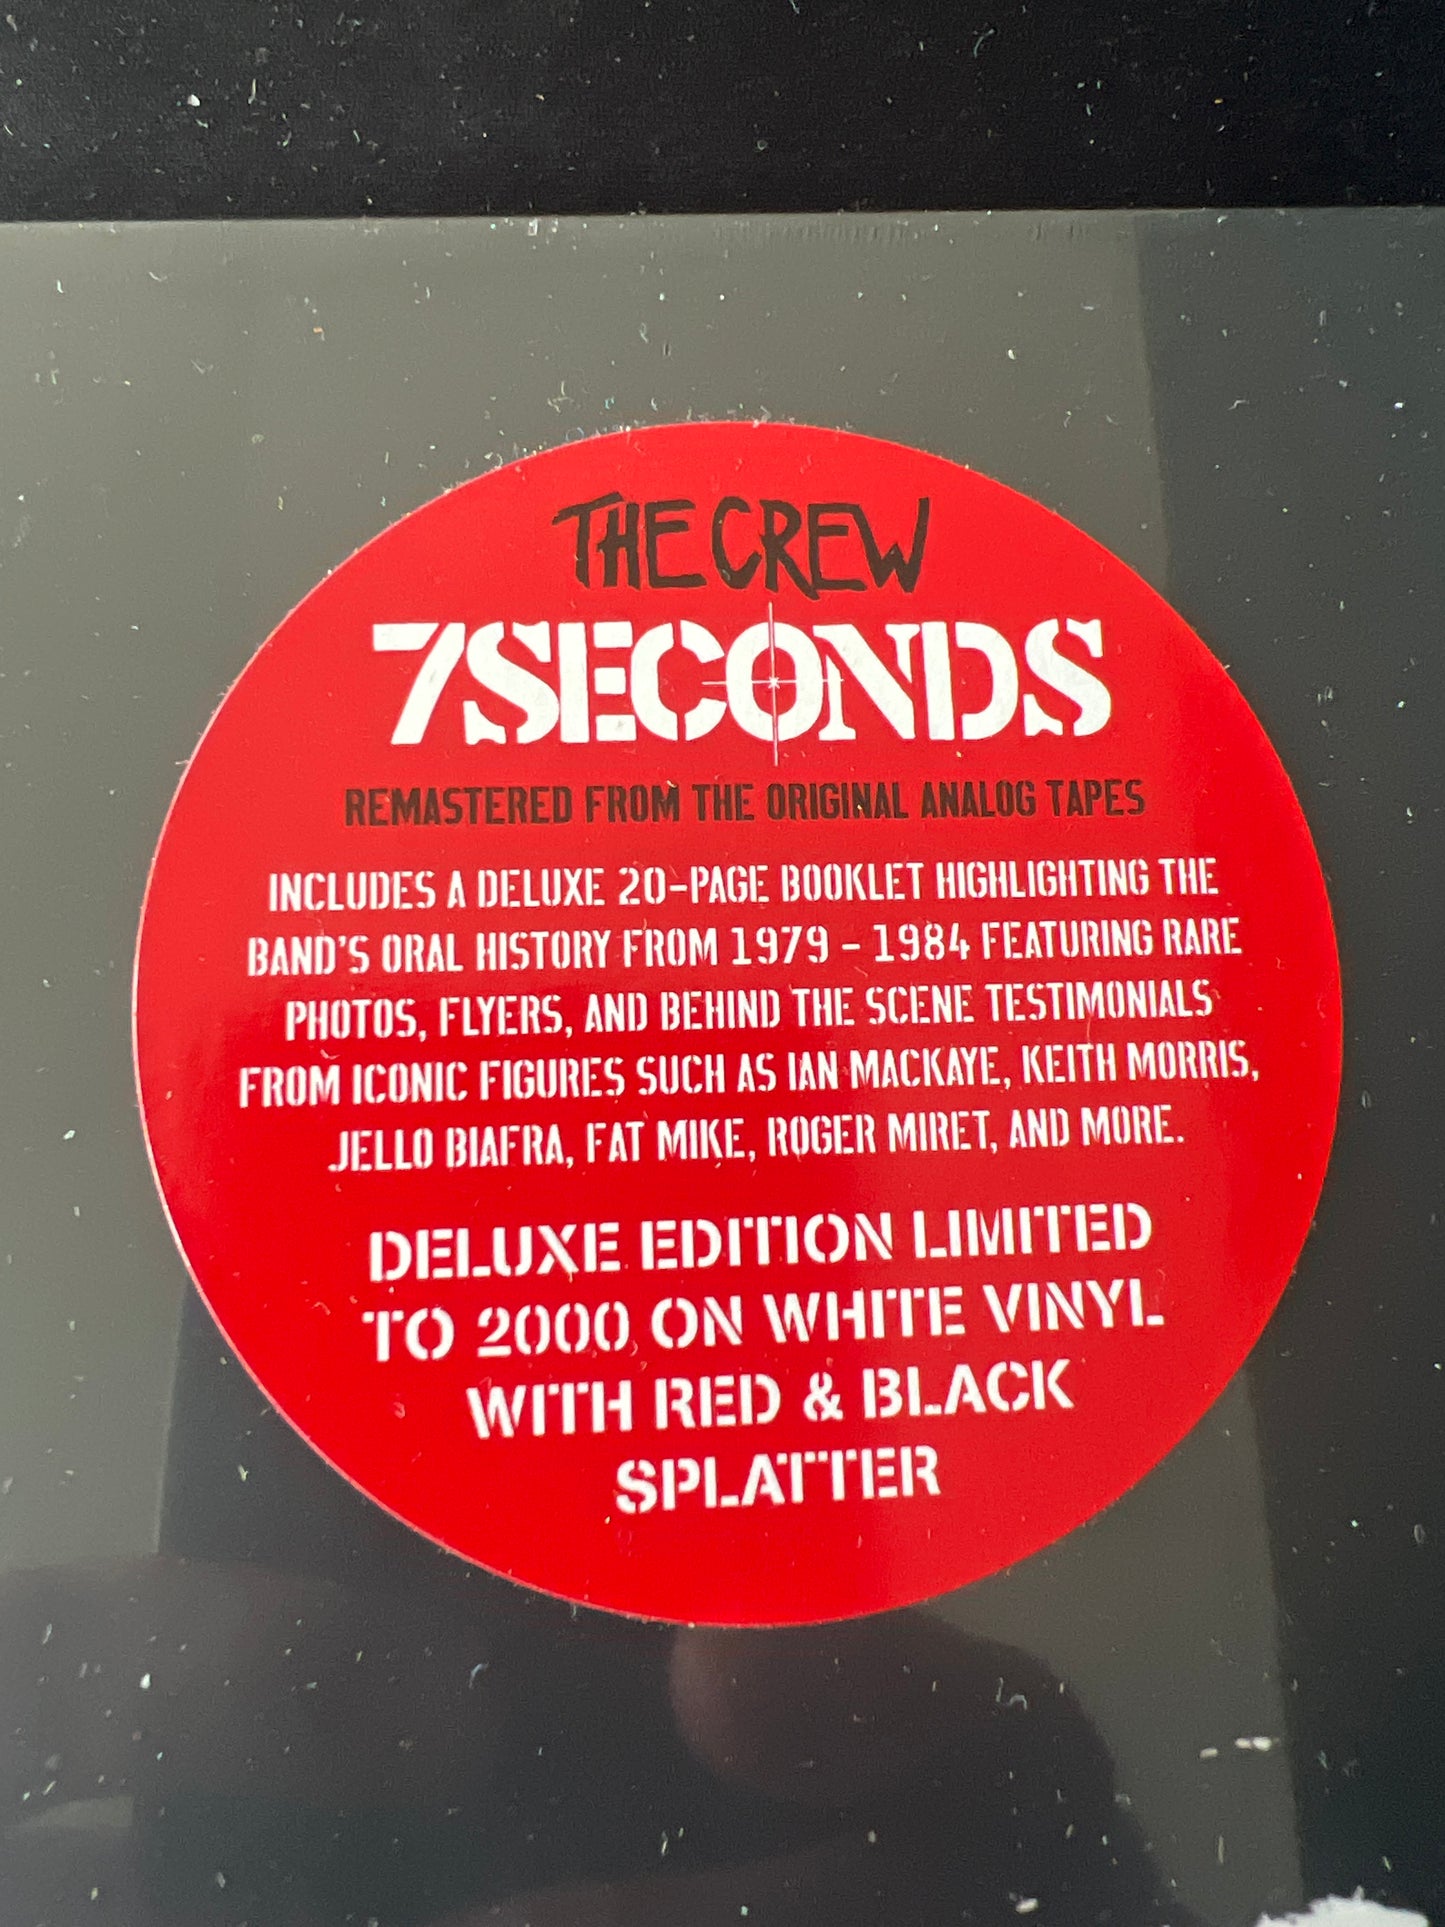 THE CREW
7SECONDS
REMASTERED FROM THE ORIGINAL ANALOG TAPES
INCLUDES A DELUXE 20-PAGE BOOKLET HIGHLIGHTING THE
BAND'S ORAL HISTORY FROM 1979 – 1984 FEATURING RARE
PHOTOS, FLYERS, AND BEHIND THE SCENE TESTIMONIALS
FROM ICONIC FIGURES SUCH AS IAN MACKAYE, KEITH MORRIS,
JELLO BIAFRA, FAT MIKE, ROGER MIRET, AND MORE.
DELUXE EDITION LIMITED
TO 2000 ON WHITE VINYL
WITH RED & BLACK
SPLATTER